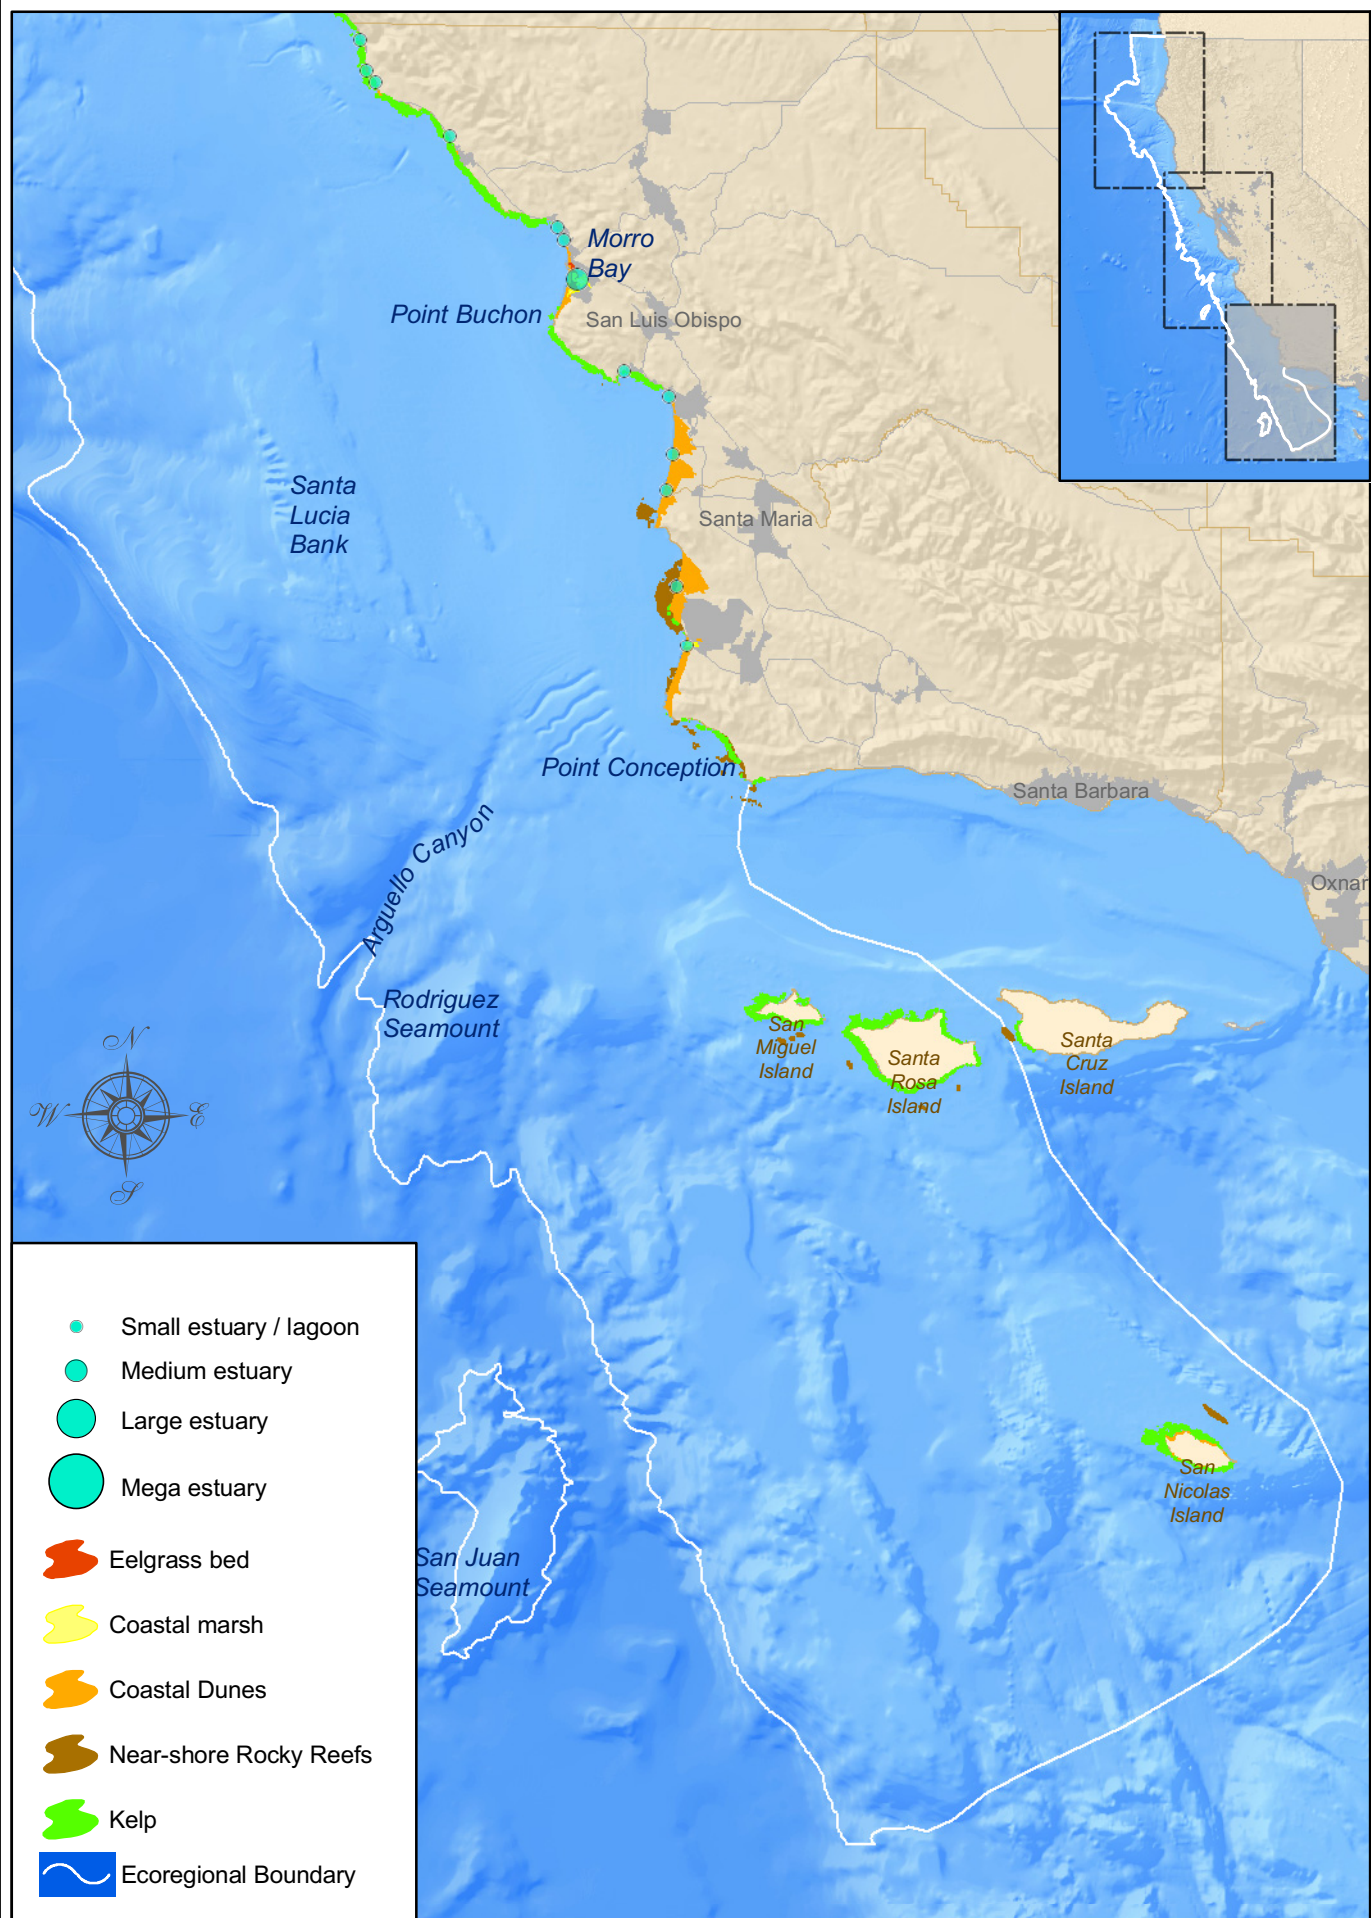 Morro
Bay
Point Buchon
San Luis Obispo
Santa
Lucia
Bank
Santa Maria
Point Conception
Santa Barbara
Arguello Canyon
Oxnar
Rodriguez
Seamount
San
Miguel
Island
Santa
Rosa
Island
Santa
Cruz
Island
N
W
E
S
San
Nicolas
Island
San Juan
Seamount
Small estuary / lagoon
Medium estuary
Large estuary
Mega estuary
Eelgrass bed
Coastal marsh
Coastal Dunes
Near-shore Rocky Reefs
Kelp
Ecoregional Boundary